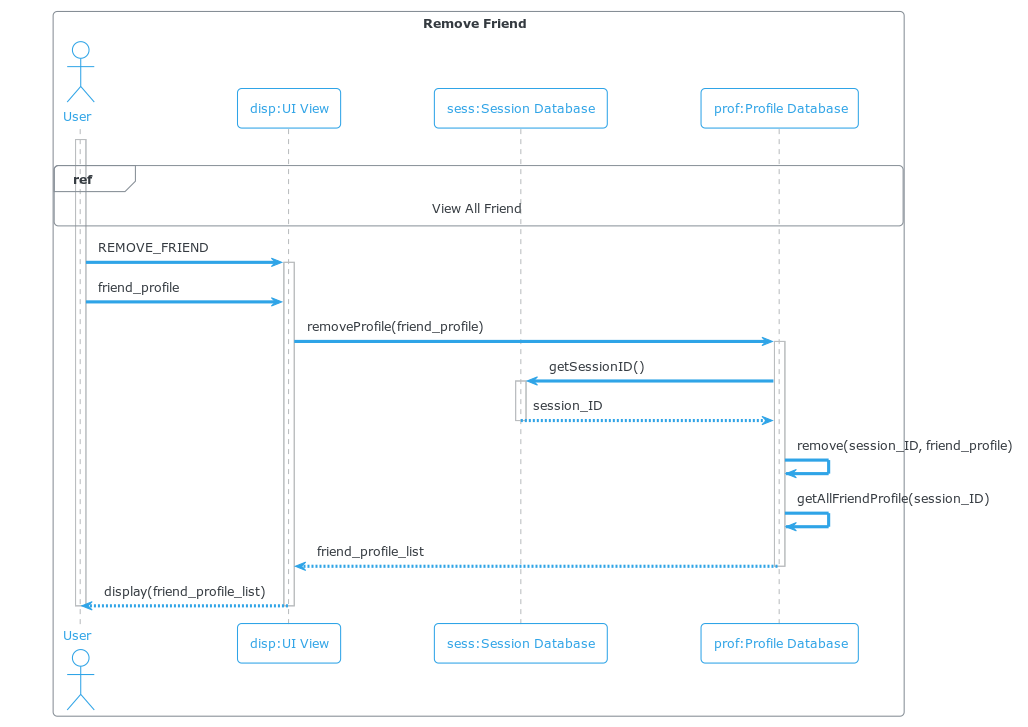 Remove Friend
User
disp:UI View
sess:Session Database
prof:Profile Database
ref
View All Friend
REMOVE_FRIEND
friend_profile
removeProfile(friend_profile)
getSessionID()
session_ID
remove(session_ID, friend_profile)
getAllFriendProfile(session_ID)
friend_profile_list
display(friend_profile_list)
User
disp:UI View
sess:Session Database
prof:Profile Database